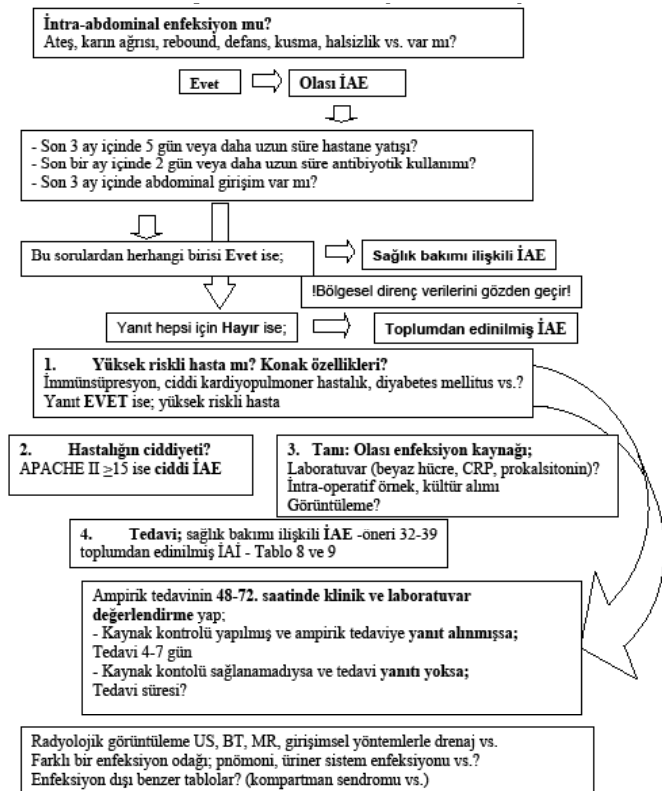 İntra-abdominal enfeksiyon mu?
Ateş, karın ağrısı, rebound, defans, kusma, halsizlik vs. var mı?
Evet
Olası İAE
- Son 3 ay içinde 5 gün veya daha uzun süre hastane yatışı?
- Son bir ay içinde 2 gün veya daha uzun süre antibiyotik kullanımı?
- Son 3 ay içinde abdominal girişim var mı?
Bu sorulardan herhangi birisi Evet ise;
Sağlık bakımı ilişkili İAE
!Bölgesel direnç verilerini gözden geçir!
Yanıt hepsi için Hayır ise;
Toplumdan edinilmiş İAE
1. Yüksek riskli hasta mı? Konak özellikleri?
İmmünsüpresyon, ciddi kardiyopulmoner hastalık, diyabetes mellitus vs.?
Yanıt EVET ise; yüksek riskli hasta
2. Hastalığın ciddiyeti?
APACHE II ≥15 ise ciddi İAE
3. Tanı: Olası enfeksiyon kaynağı;
Laboratuvar (beyaz hücre, CRP, prokalsitonin)?
İntra-operatif örnek, kültür alımı
Görüntüleme?
4. Tedavi; sağlık bakımı ilişkili İAE -öneri 32-39
toplumdan edinilmiş İAİ - Tablo 8 ve 9
Ampirik tedavinin 48-72. saatinde klinik ve laboratuvar
değerlendirme yap;
- Kaynak kontrolü yapılmış ve ampirik tedaviye yanıt alınmışsa;
Tedavi 4-7 gün
- Kaynak kontolü sağlanamadıysa ve tedavi yanıtı yoksa;
Tedavi süresi?
Radyolojik görüntüleme US, BT, MR, girişimsel yöntemlerle drenaj vs.
Farklı bir enfeksiyon odağı; pnömoni, üriner sistem enfeksiyonu vs.?
Enfeksiyon dışı benzer tablolar? (kompartman sendromu vs.)